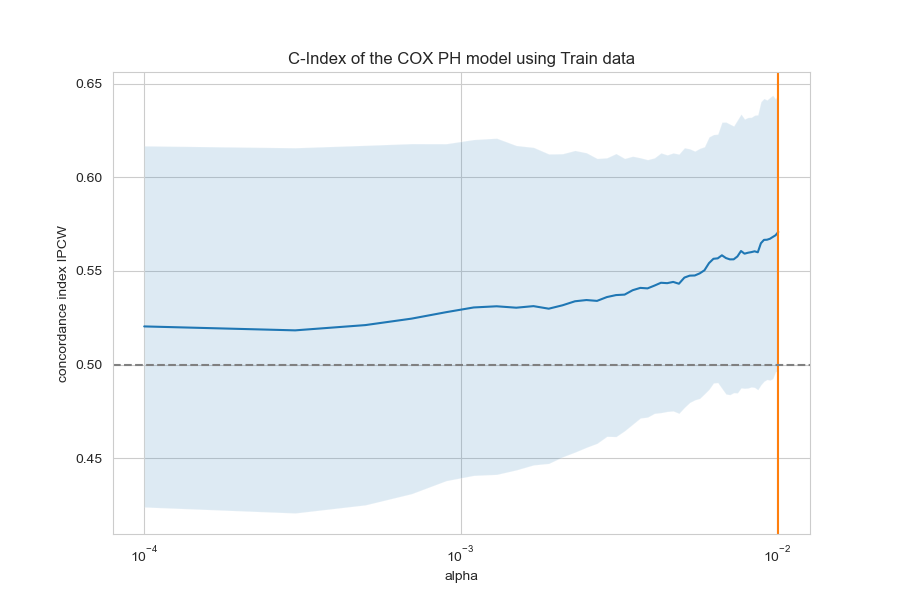 C-Index of the COX PH model using Train data
concordance index IPCW
0.65
0.60
0.55
0.50
0.45
10⁻⁴
10⁻³
10⁻²
alpha